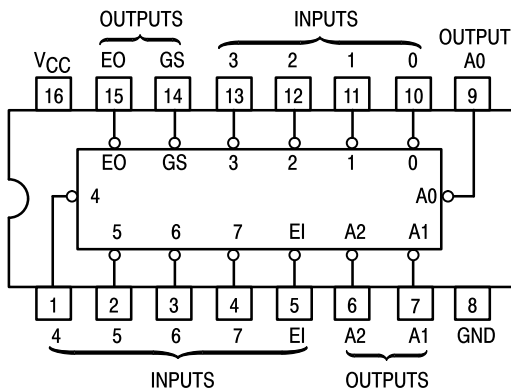 OUTPUTS INPUTS OUTPUT
VCC EO GS 3 2 1 0 A0
16 15 14 13 12 11 10 9
EO GS 3 2 1 0
4 A0
5 6 7 EI A2 A1
1 2 3 4 5 6 7 8
4 5 6 7 EI A2 A1 GND
INPUTS OUTPUTS